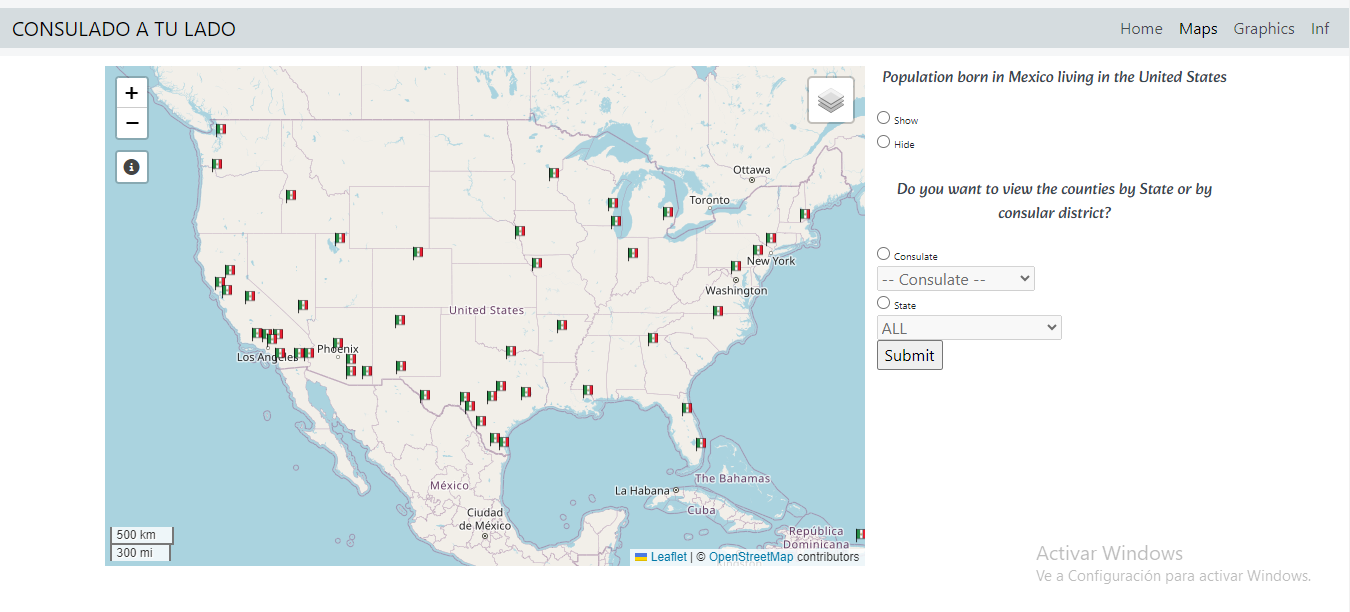 CONSULADO A TU LADO
Home Maps Graphics Inf
+
−
Ottawa
Toronto
New York
Washington
United States
Los Angeles
Phoenix
México
Ciudad
de México
La Habana
The Bahamas
Cuba
República
Dominicana
500 km
300 mi
Leaflet | © OpenStreetMap contributors
Population born in Mexico living in the United States
Show
Hide
Do you want to view the counties by State or by
consular district?
Consulate
-- Consulate --
State
ALL
Submit
Activar Windows
Ve a Configuración para activar Windows.